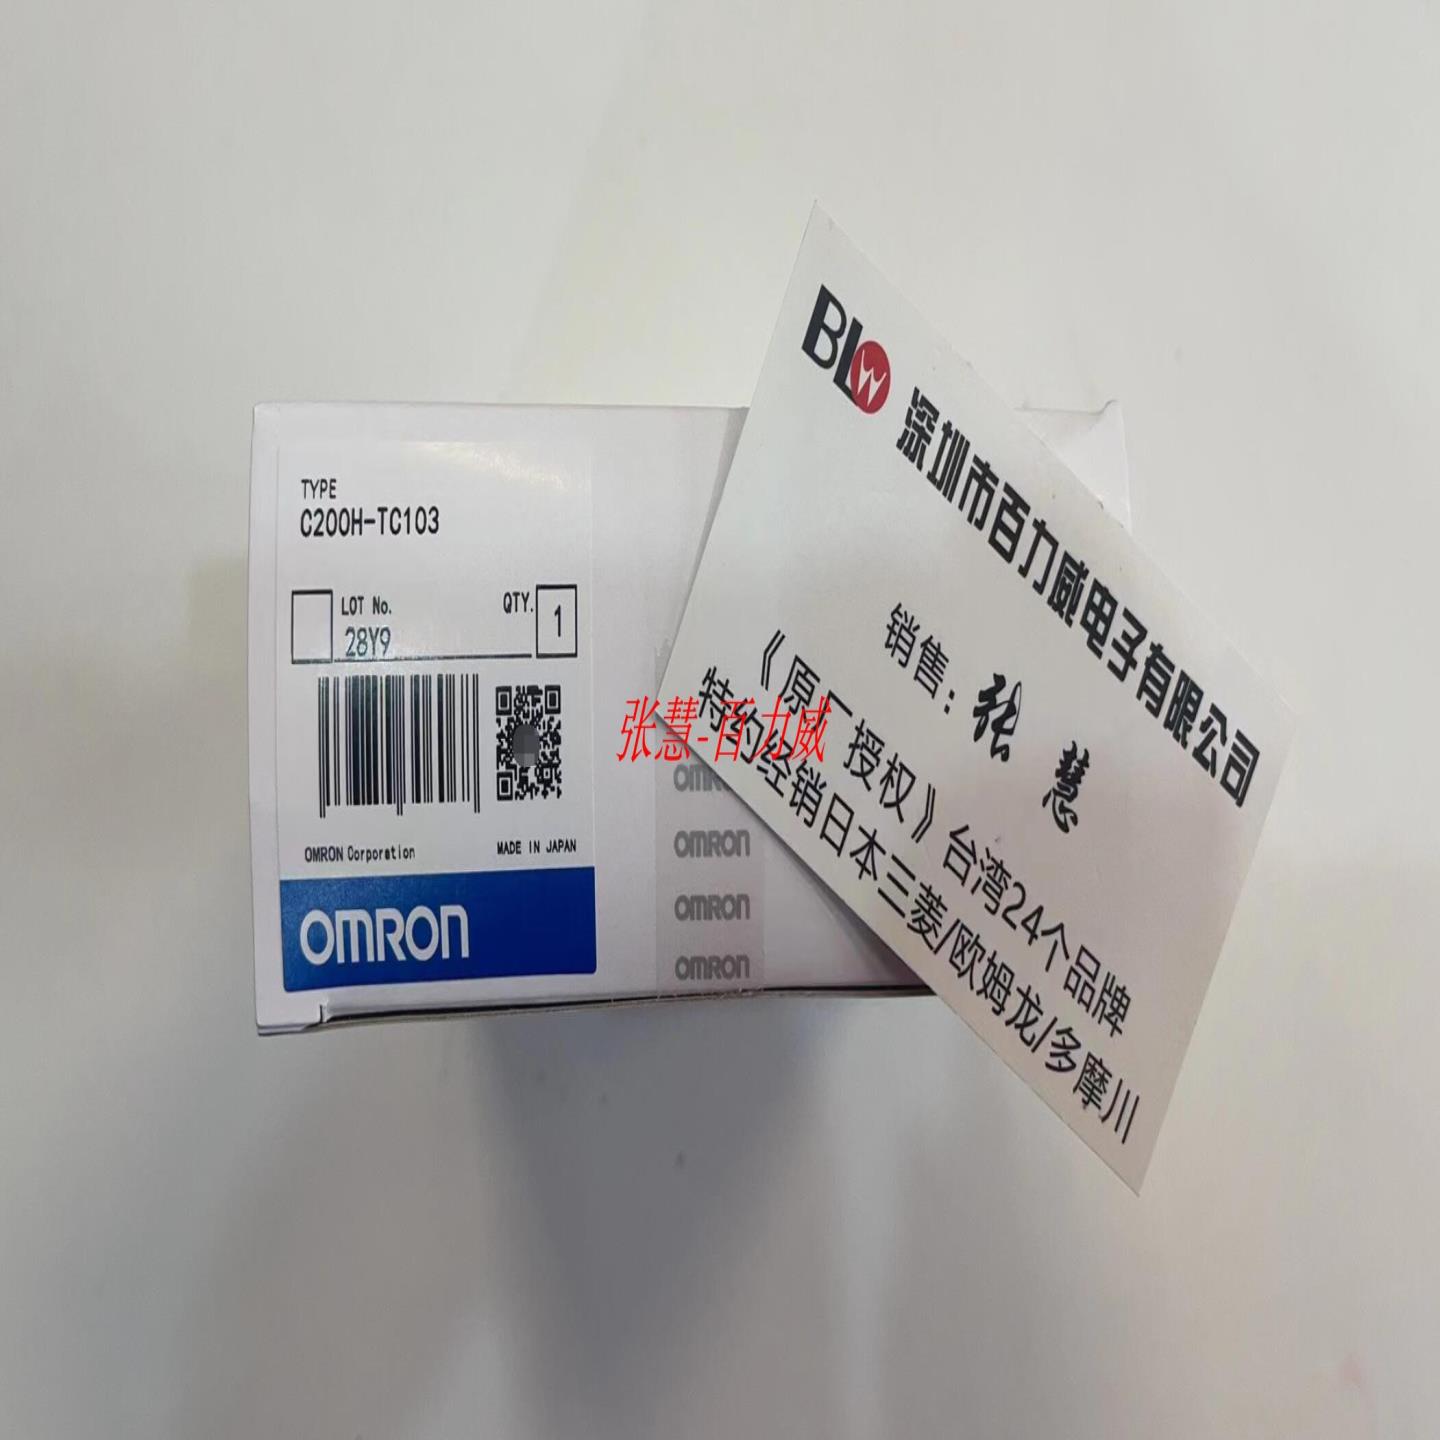 TYPE
C200H-TC103
LOT No.
28Y9
QTY.
1
OMRON Corporation
MADE IN JAPAN
OMRON
张慧-百力威
OMRON
OMRON
OMRON
OMRON
BLW
深圳市百力威电子有限公司
销售：张 慧
《原厂授权》台湾24个品牌
特约经销日本三菱/欧姆龙/多摩川